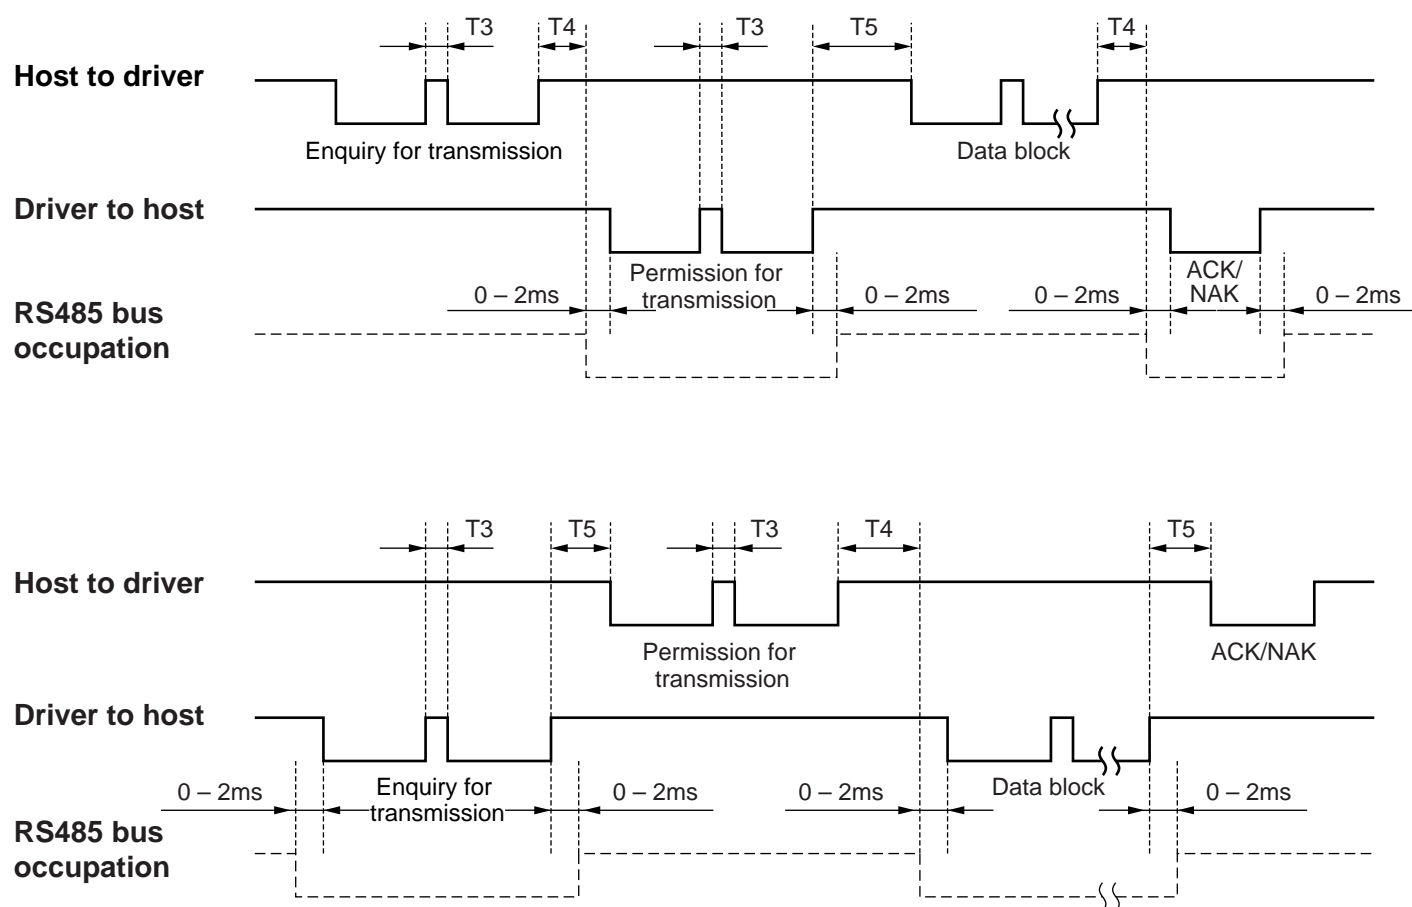 T3 T4 T3 T5 T4
Host to driver
Enquiry for transmission Data block
Driver to host
Permission for
transmission
ACK/
NAK
0 – 2ms 0 – 2ms 0 – 2ms 0 – 2ms
RS485 bus
occupation
T3 T5 T3 T4 T5
Host to driver
Permission for
transmission
ACK/NAK
Driver to host
Enquiry for
transmission
Data block
0 – 2ms 0 – 2ms 0 – 2ms 0 – 2ms
RS485 bus
occupation